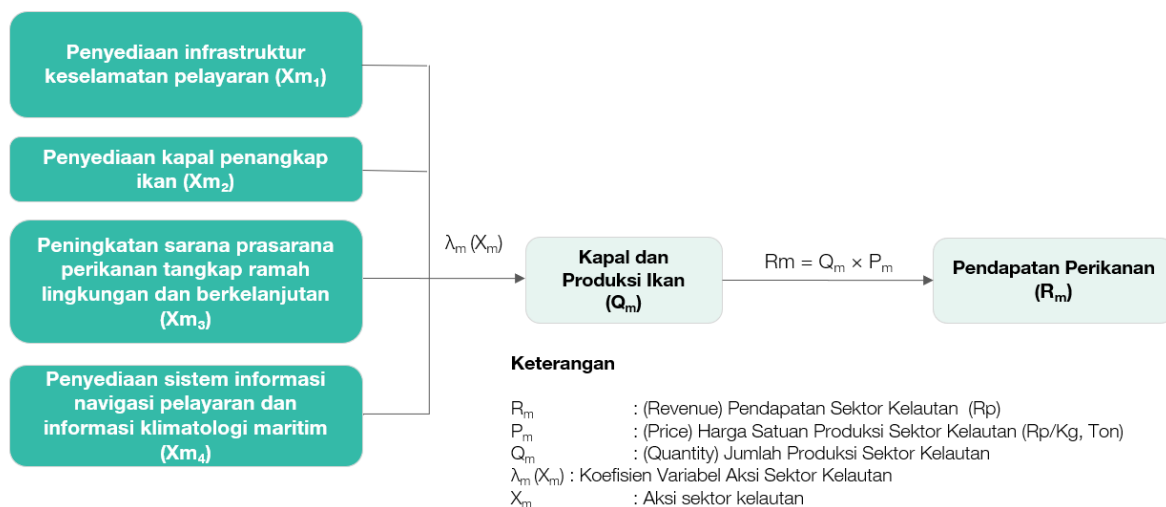 Penyediaan infrastruktur
keselamatan pelayaran (Xm₁)
Penyediaan kapal penangkap
ikan (Xm₂)
Peningkatan sarana prasarana
perikanan tangkap ramah
lingkungan dan berkelanjutan
(Xm₃)
Penyediaan sistem informasi
navigasi pelayaran dan
informasi klimatologi maritim
(Xm₄)
λₘ (Xₘ)
Kapal dan
Produksi Ikan
(Qₘ)
Rm = Qₘ × Pₘ
Pendapatan Perikanan
(Rₘ)
Keterangan
Rₘ : (Revenue) Pendapatan Sektor Kelautan (Rp)
Pₘ : (Price) Harga Satuan Produksi Sektor Kelautan (Rp/Kg, Ton)
Qₘ : (Quantity) Jumlah Produksi Sektor Kelautan
λₘ (Xₘ) : Koefisien Variabel Aksi Sektor Kelautan
Xₘ : Aksi sektor kelautan